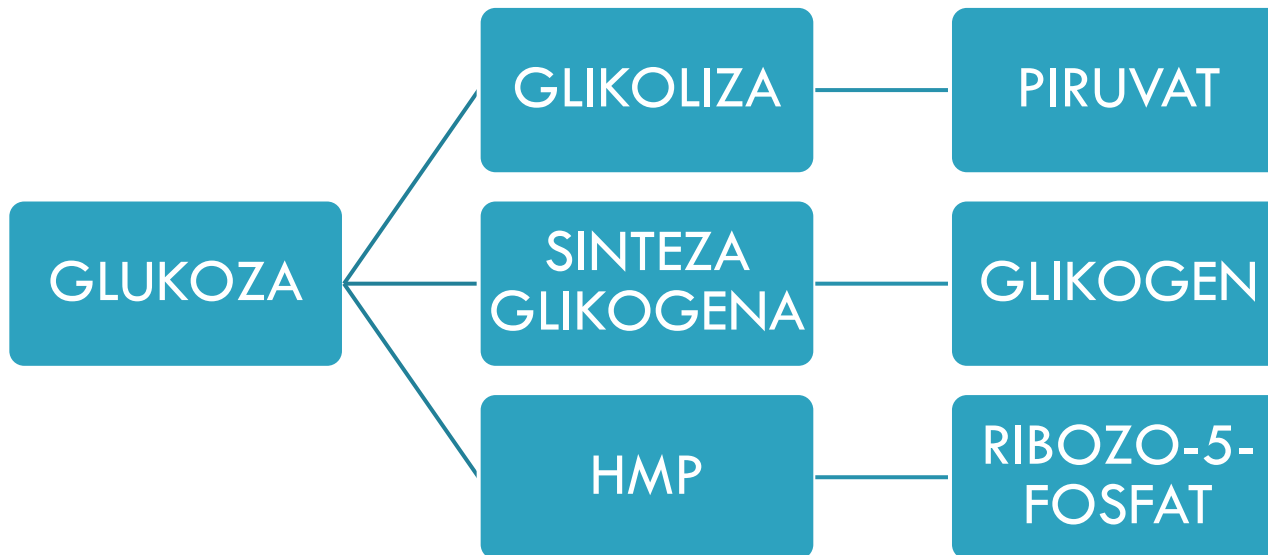 GLUKOZA
GLIKOLIZA
PIRUVAT
SINTEZA
GLIKOGENA
GLIKOGEN
HMP
RIBOZO-5-
FOSFAT